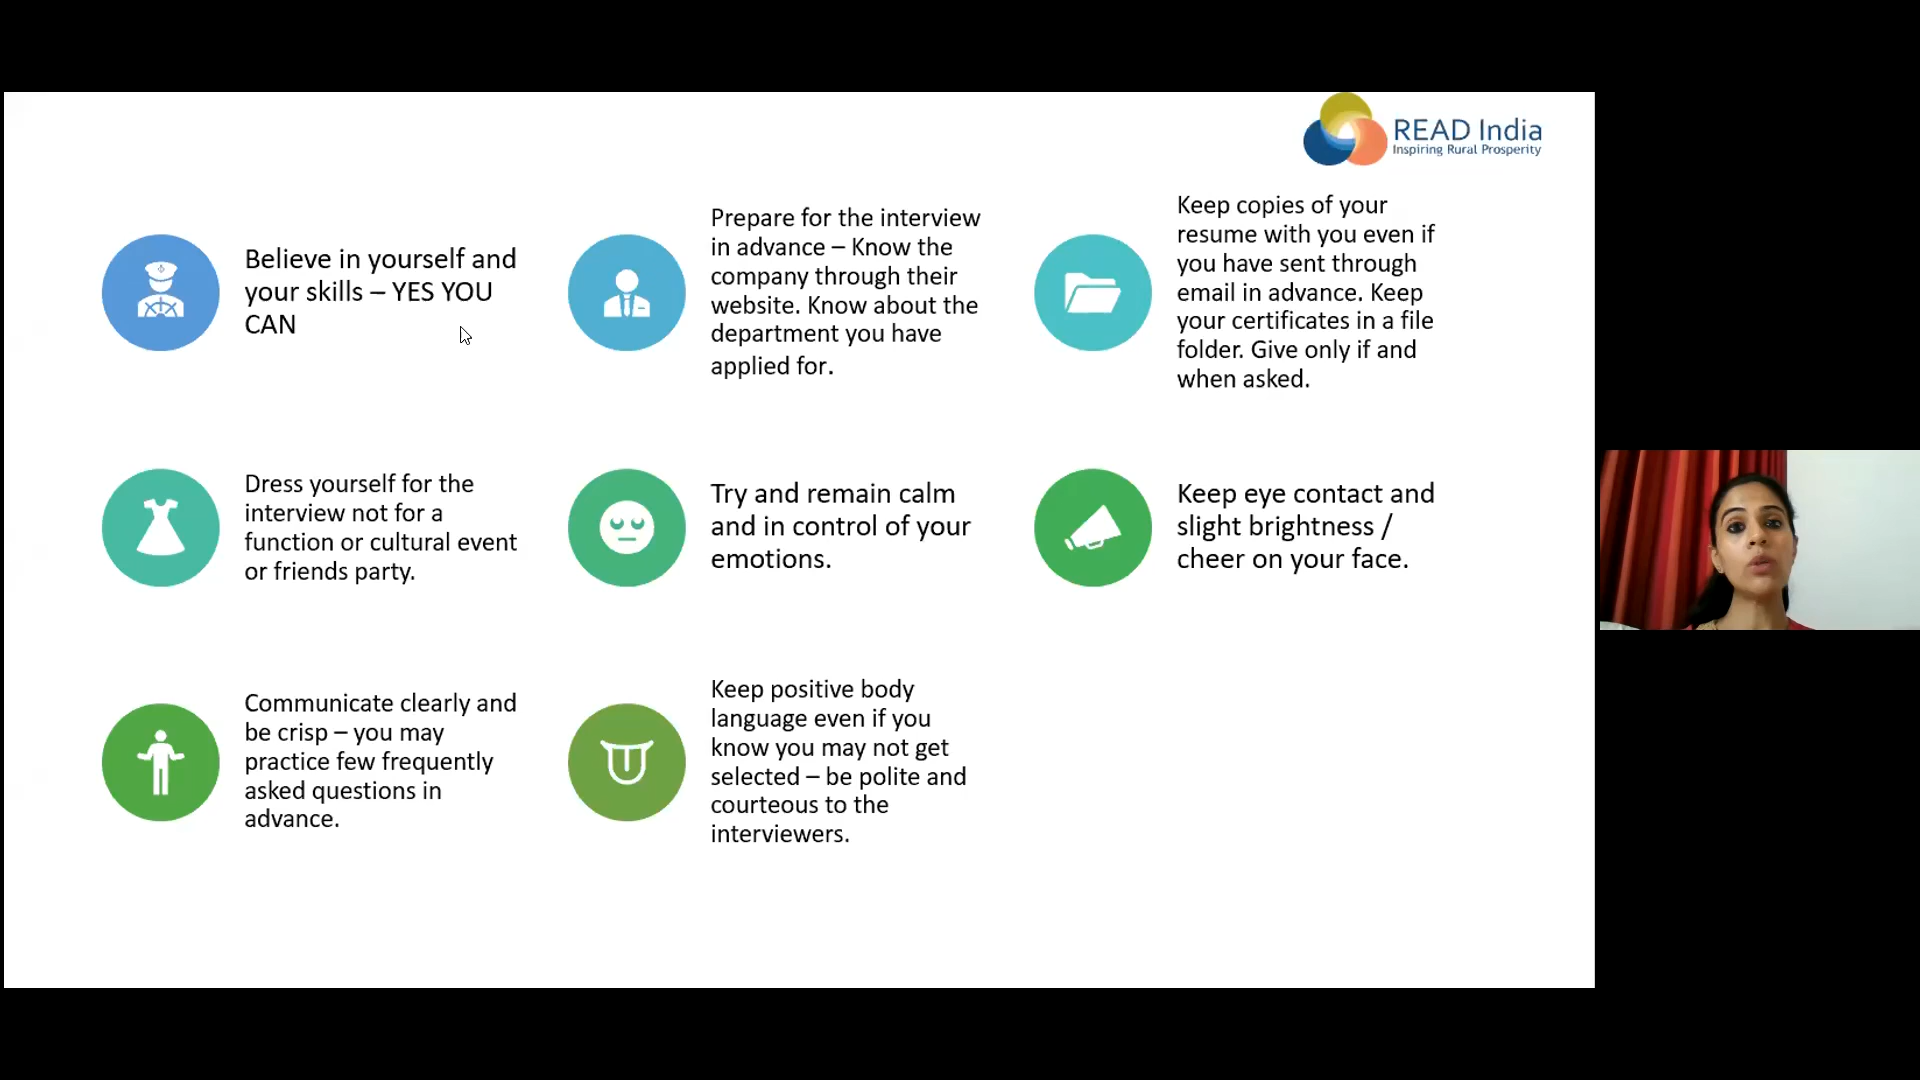 READ India
Inspiring Rural Prosperity
Believe in yourself and
your skills – YES YOU
CAN
Prepare for the interview
in advance – Know the
company through their
website. Know about the
department you have
applied for.
Keep copies of your
resume with you even if
you have sent through
email in advance. Keep
your certificates in a file
folder. Give only if and
when asked.
Dress yourself for the
interview not for a
function or cultural event
or friends party.
Try and remain calm
and in control of your
emotions.
Keep eye contact and
slight brightness /
cheer on your face.
Communicate clearly and
be crisp – you may
practice few frequently
asked questions in
advance.
Keep positive body
language even if you
know you may not get
selected – be polite and
courteous to the
interviewers.